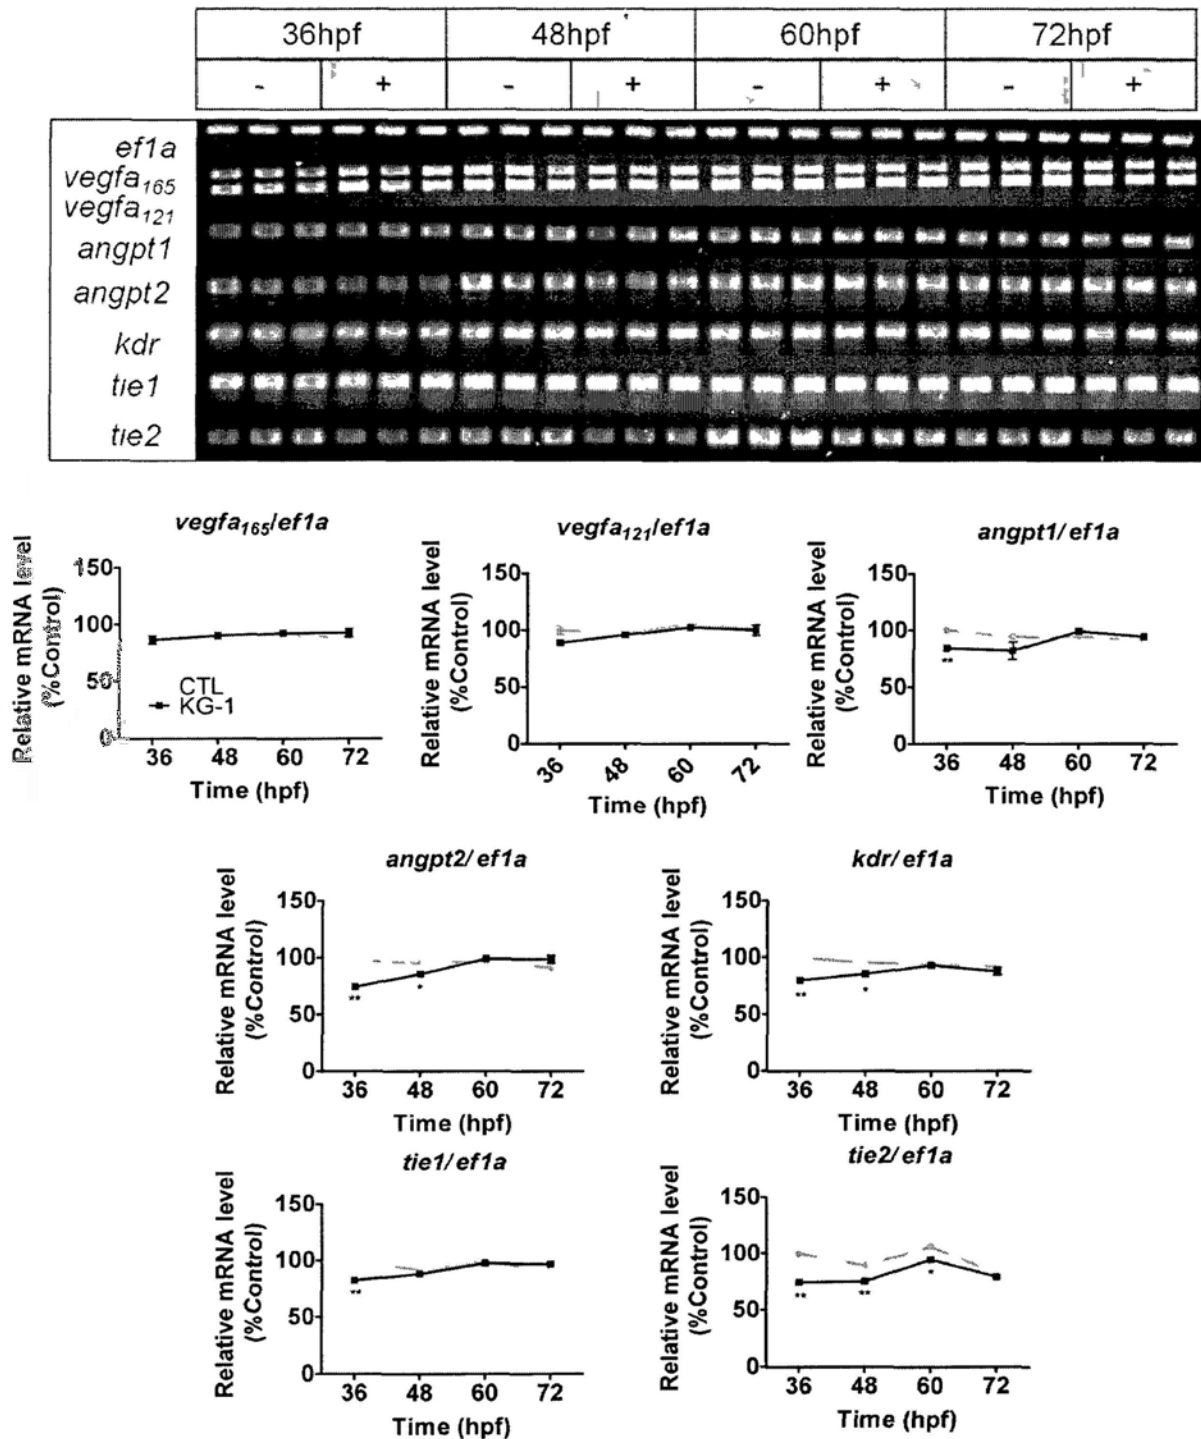 36hpf 48hpf 60hpf 72hpf
- + - + - + - +
ef1a
vegfa165
vegfa121
angpt1
angpt2
kdr
tie1
tie2
vegfa165/ef1a
Relative mRNA level
(%Control)
150
100
50
0
CTL
KG-1
36 48 60 72
Time (hpf)
vegfa121/ef1a
Relative mRNA level
(%Control)
150
100
50
0
36 48 60 72
Time (hpf)
angpt1/ef1a
Relative mRNA level
(%Control)
150
100
50
0
**
36 48 60 72
Time (hpf)
angpt2/ef1a
Relative mRNA level
(%Control)
150
100
50
0
** *
36 48 60 72
Time (hpf)
kdr/ef1a
Relative mRNA level
(%Control)
150
100
50
0
** *
36 48 60 72
Time (hpf)
tie1/ef1a
Relative mRNA level
(%Control)
150
100
50
0
**
36 48 60 72
Time (hpf)
tie2/ef1a
Relative mRNA level
(%Control)
150
100
50
0
** ** *
36 48 60 72
Time (hpf)